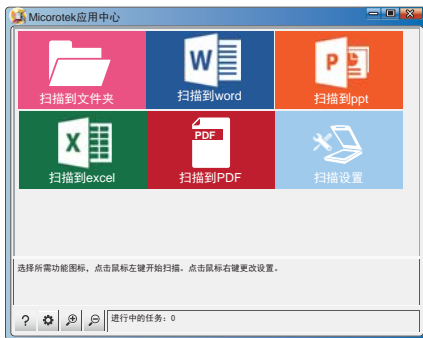 Micorotek应用中心
W
P
扫描到文件夹
扫描到word
扫描到ppt
X
PDF
扫描到excel
扫描到PDF
扫描设置
选择所需功能图标，点击鼠标左键开始扫描。点击鼠标右键更改设置。
?
进行中的任务: 0